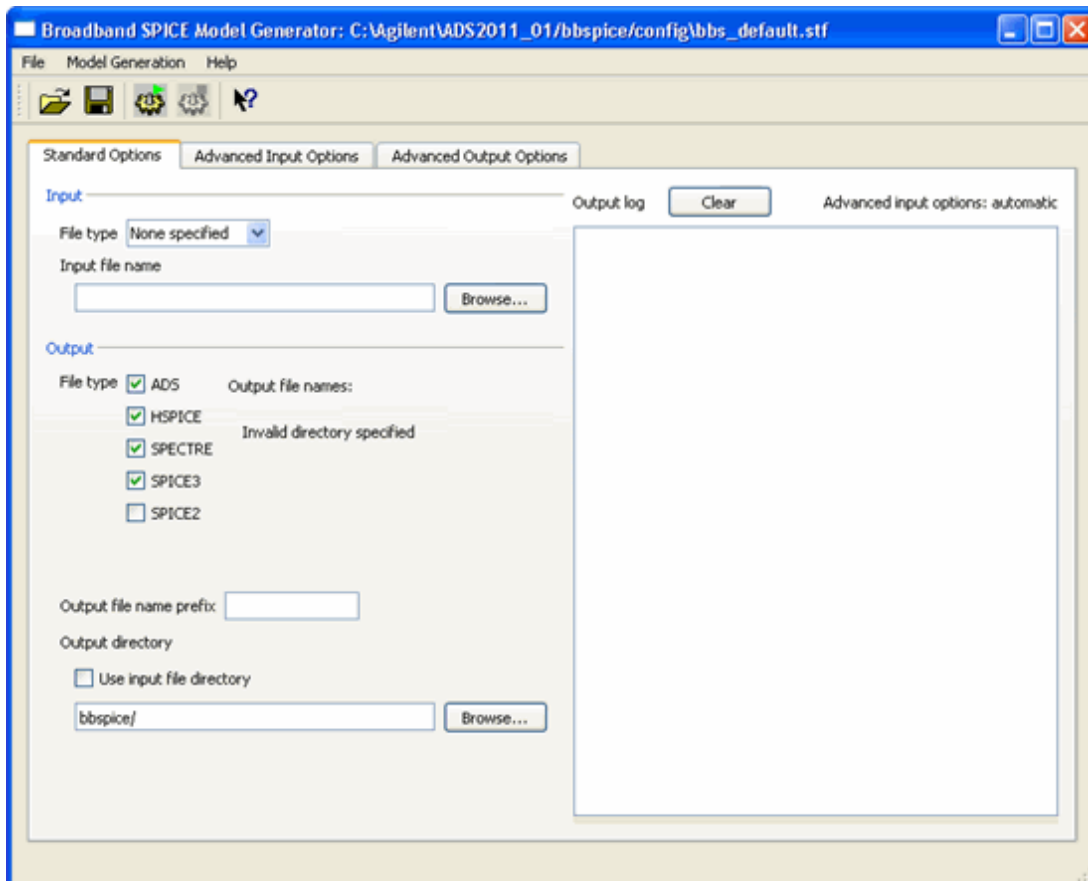 Broadband SPICE Model Generator: C:\Agilent\ADS2011_01/bbspice/config\bbs_default.stf
File Model Generation Help
Standard Options Advanced Input Options Advanced Output Options
Input
File type None specified
Input file name
Browse...
Output
File type ADS Output file names:
HSPICE
Invalid directory specified
SPECTRE
SPICE3
SPICE2
Output file name prefix
Output directory
Use input file directory
bbspice/ Browse...
Output log Clear Advanced input options: automatic